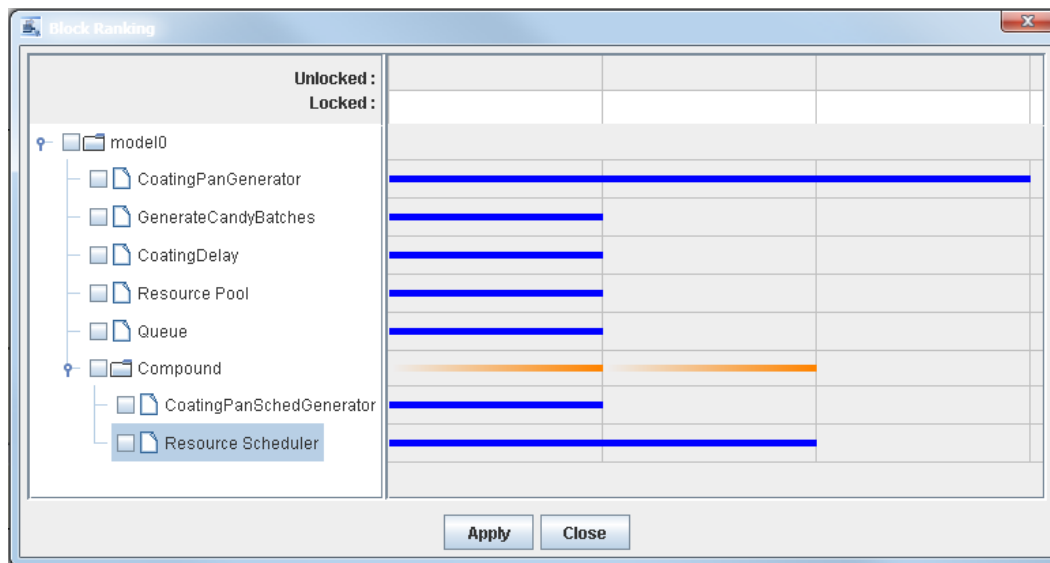 Block Ranking
Unlocked :
Locked :
model0
CoatingPanGenerator
GenerateCandyBatches
CoatingDelay
Resource Pool
Queue
Compound
CoatingPanSchedGenerator
Resource Scheduler
Apply Close